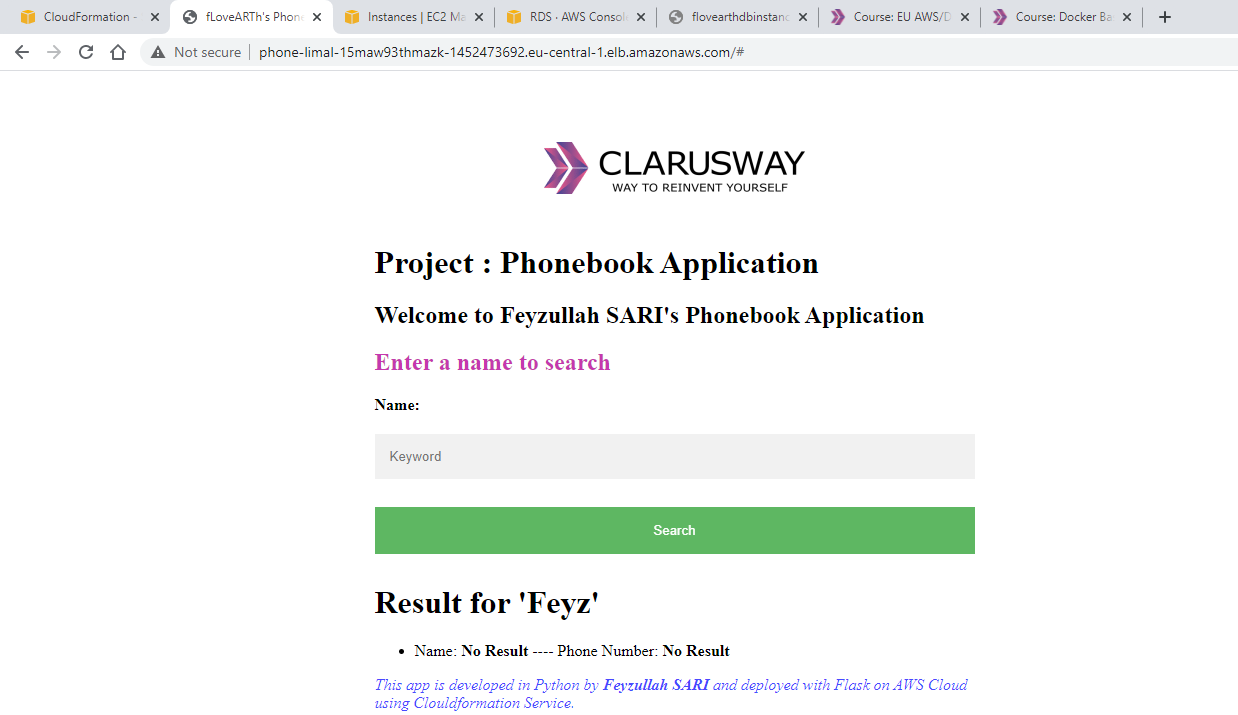 CloudFormation -
fLoveARTh's Phon
Instances | EC2 Ma
RDS · AWS Consol
flovearthdbinstanc
Course: EU AWS/D
Course: Docker Ba
Not secure
phone-limal-15maw93thmazk-1452473692.eu-central-1.elb.amazonaws.com/#
CLARUSWAY
WAY TO REINVENT YOURSELF
Project : Phonebook Application
Welcome to Feyzullah SARI's Phonebook Application
Enter a name to search
Name:
Keyword
Search
Result for 'Feyz'
• Name: No Result ---- Phone Number: No Result
This app is developed in Python by Feyzullah SARI and deployed with Flask on AWS Cloud
using Clouldformation Service.